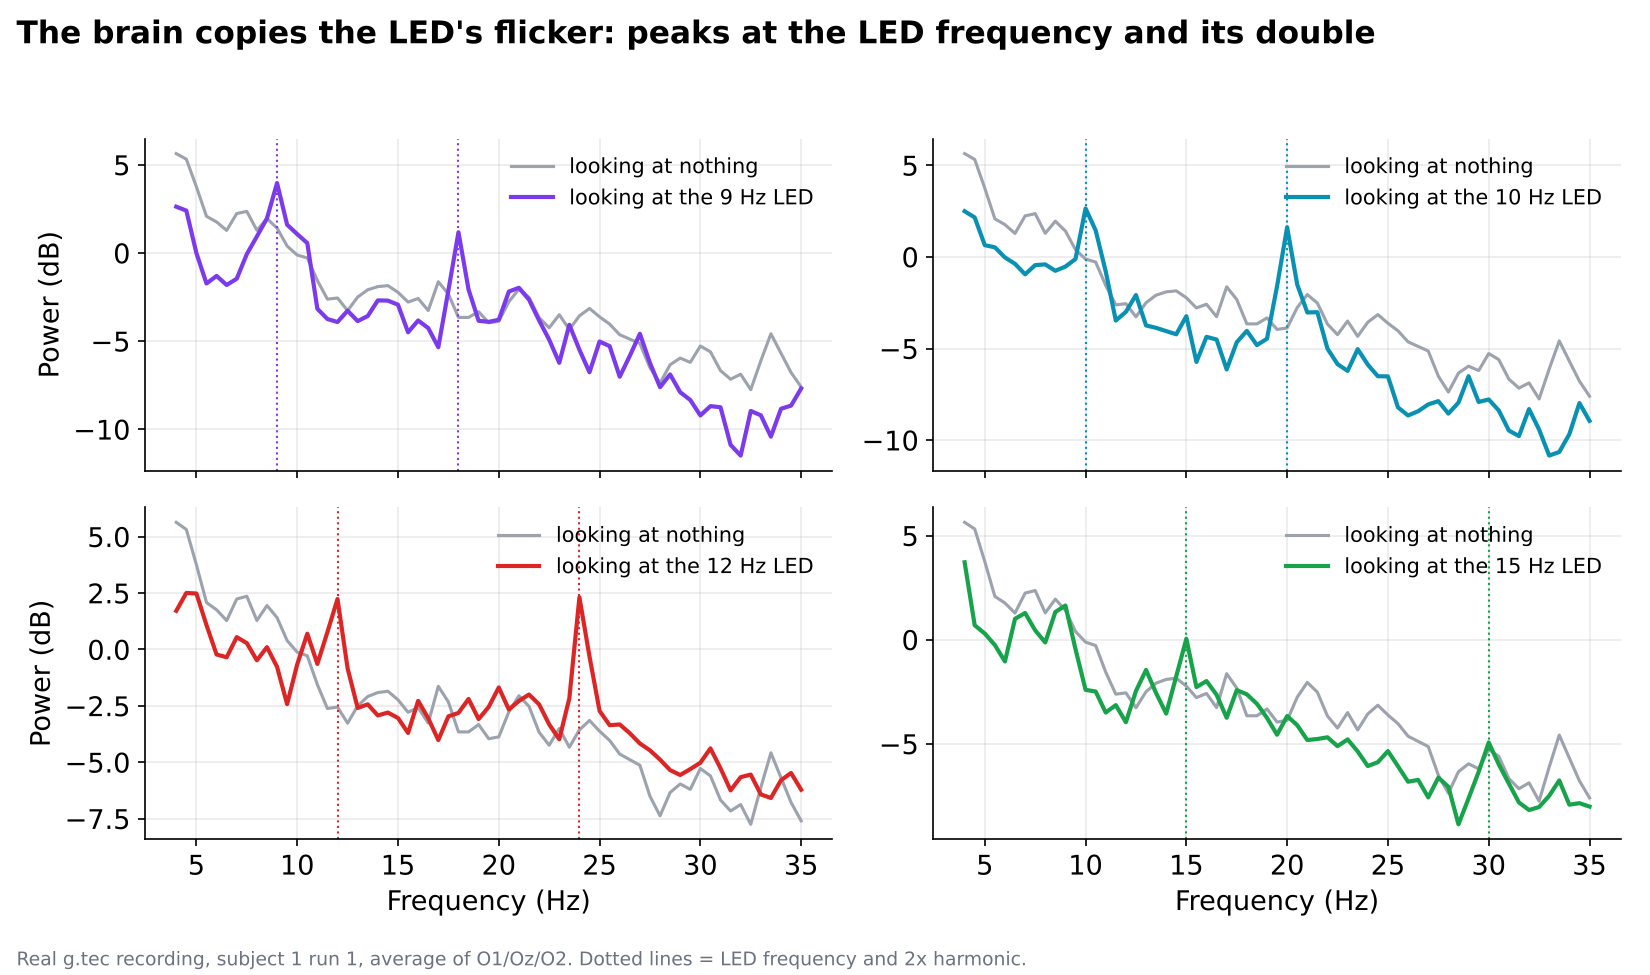 The brain copies the LED's flicker: peaks at the LED frequency and its double
looking at nothing
looking at the 9 Hz LED
Power (dB)
5
0
−5
−10
looking at nothing
looking at the 10 Hz LED
5
0
−5
−10
looking at nothing
looking at the 12 Hz LED
Power (dB)
5.0
2.5
0.0
−2.5
−5.0
−7.5
5 10 15 20 25 30 35
Frequency (Hz)
looking at nothing
looking at the 15 Hz LED
5
0
−5
5 10 15 20 25 30 35
Frequency (Hz)
Real g.tec recording, subject 1 run 1, average of O1/Oz/O2. Dotted lines = LED frequency and 2x harmonic.